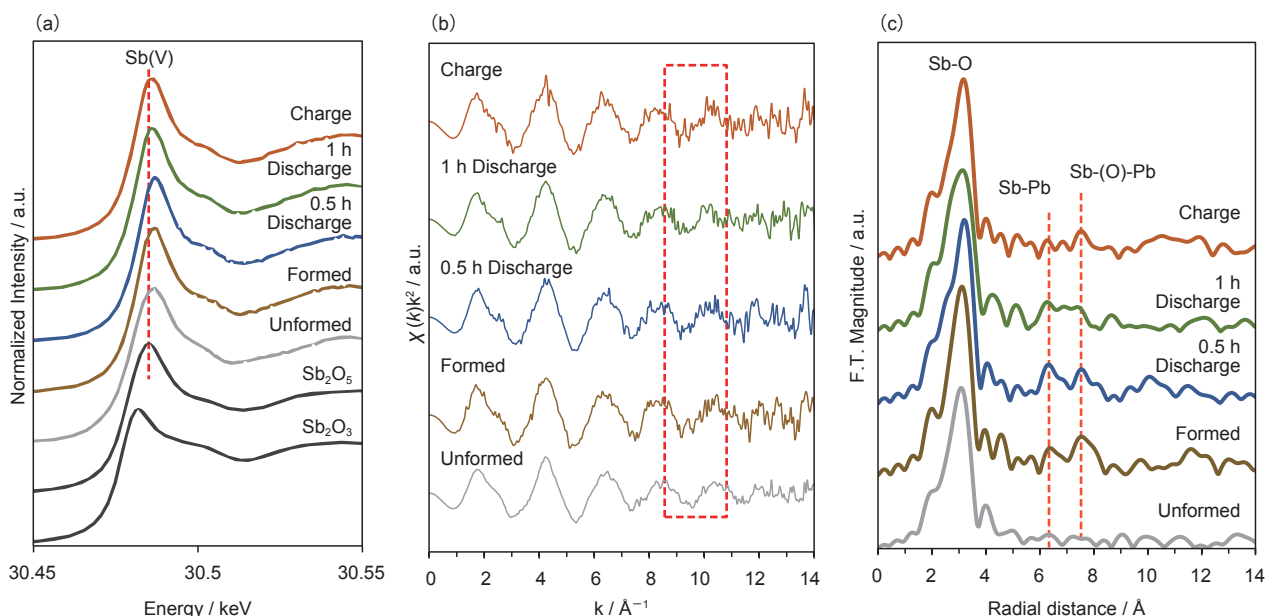 (a)
Sb(V)
Charge
1 h
Discharge
0.5 h
Discharge
Formed
Unformed
Sb₂O₅
Sb₂O₃
Normalized Intensity / a.u.
30.45
30.5
30.55
Energy / keV
(b)
Charge
1 h Discharge
0.5 h Discharge
Formed
Unformed
χ (k)k² / a.u.
0 2 4 6 8 10 12 14
k / Å⁻¹
(c)
Sb-O
Sb-Pb
Sb-(O)-Pb
Charge
1 h
Discharge
0.5 h
Discharge
Formed
Unformed
F.T. Magnitude / a.u.
0 2 4 6 8 10 12 14
Radial distance / Å